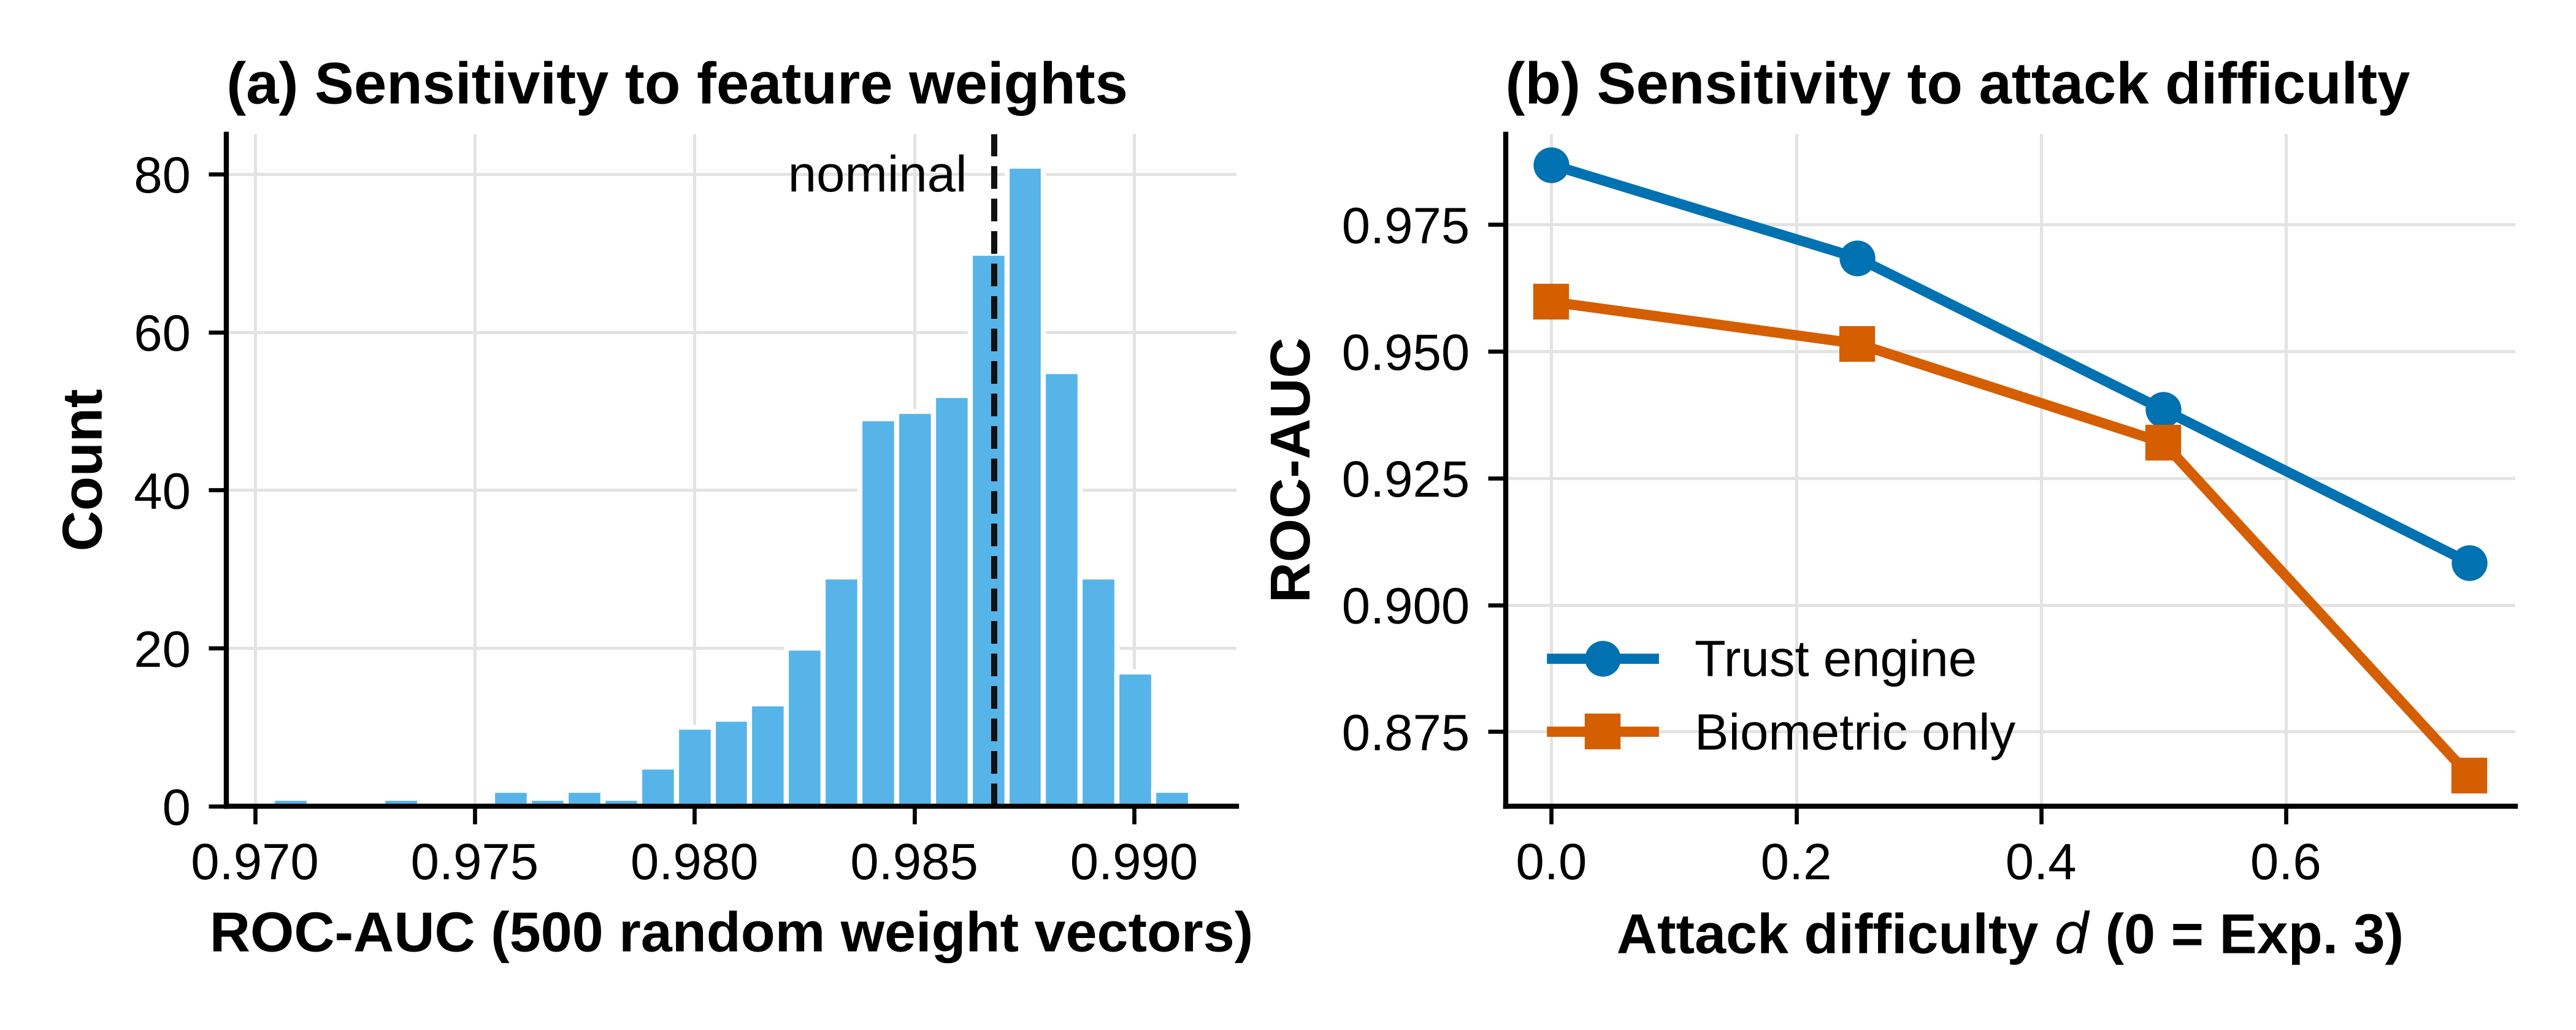 (a) Sensitivity to feature weights
nominal
80
60
40
20
0
Count
0.970 0.975 0.980 0.985 0.990
ROC-AUC (500 random weight vectors)
(b) Sensitivity to attack difficulty
0.975
0.950
0.925
0.900
0.875
ROC-AUC
Trust engine
Biometric only
0.0 0.2 0.4 0.6
Attack difficulty d (0 = Exp. 3)